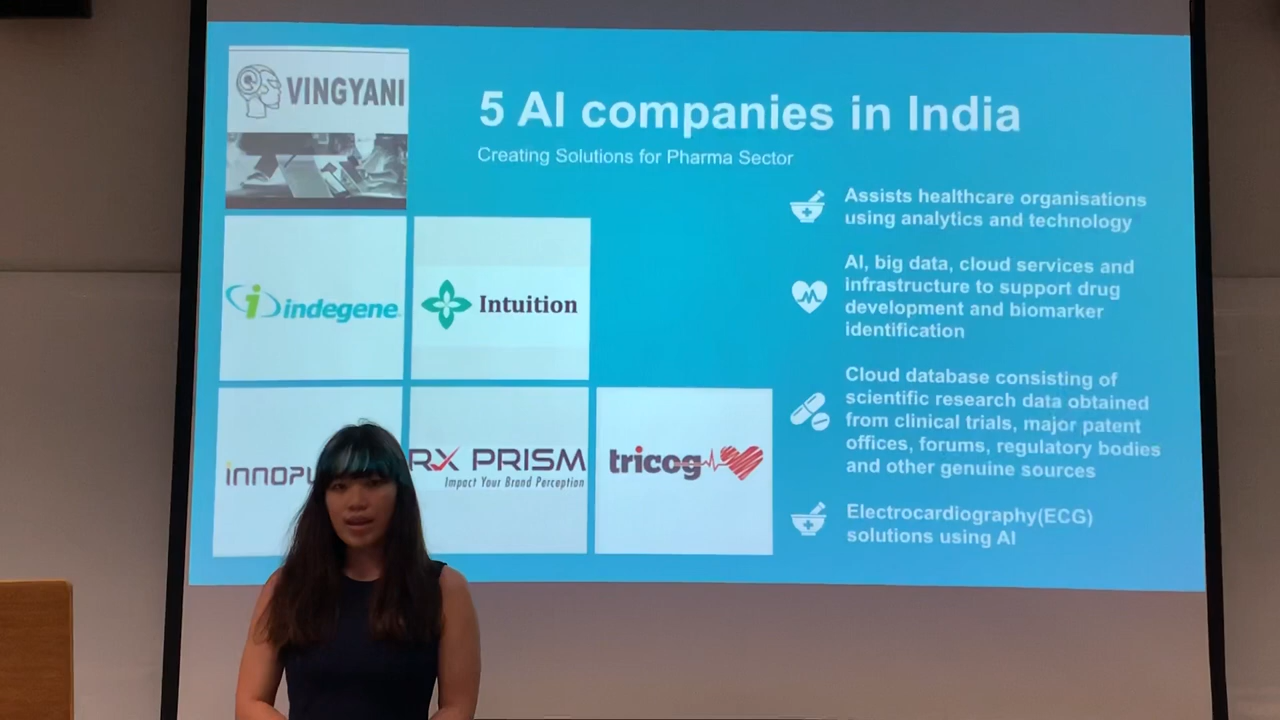 VINGYANI
5 AI companies in India
Creating Solutions for Pharma Sector
indegene
Intuition
RX PRISM
Impact Your Brand Perception
tricog
Assists healthcare organisations
using analytics and technology
AI, big data, cloud services and
infrastructure to support drug
development and biomarker
identification
Cloud database consisting of
scientific research data obtained
from clinical trials, major patent
offices, forums, regulatory bodies
and other genuine sources
Electrocardiography(ECG)
solutions using AI